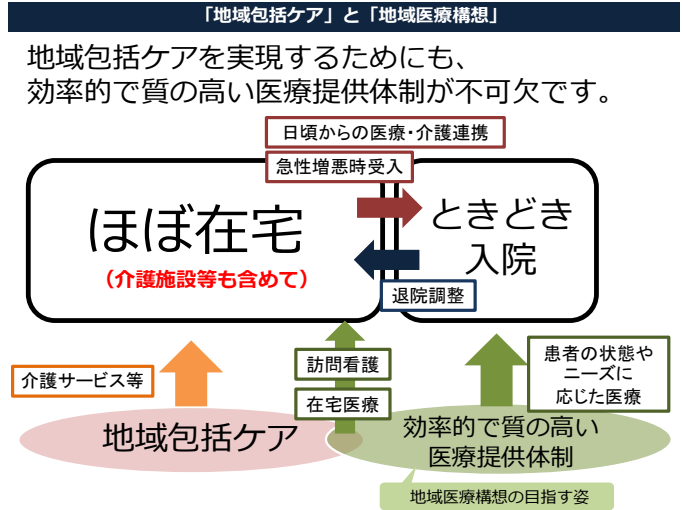 「地域包括ケア」と「地域医療構想」
地域包括ケアを実現するためにも、
効率的で質の高い医療提供体制が不可欠です。
日頃からの医療・介護連携
急性増悪時受入
ほぼ在宅
（介護施設等も含めて）
ときどき
入院
退院調整
介護サービス等
訪問看護
在宅医療
患者の状態や
ニーズに
応じた医療
地域包括ケア
効率的で質の高い
医療提供体制
地域医療構想の目指す姿